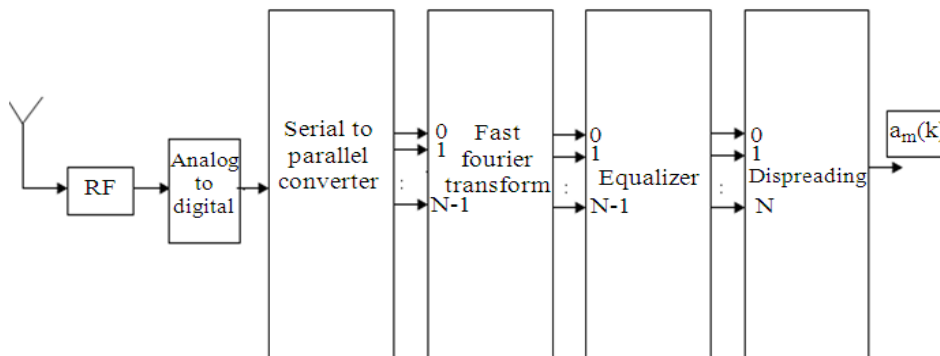 RF
Analog
to
digital
Serial to
parallel
converter
0
1
:
N-1
Fast
fourier
transform
0
1
:
N-1
Equalizer
0
1
:
N
Dispreading
a_m(k)